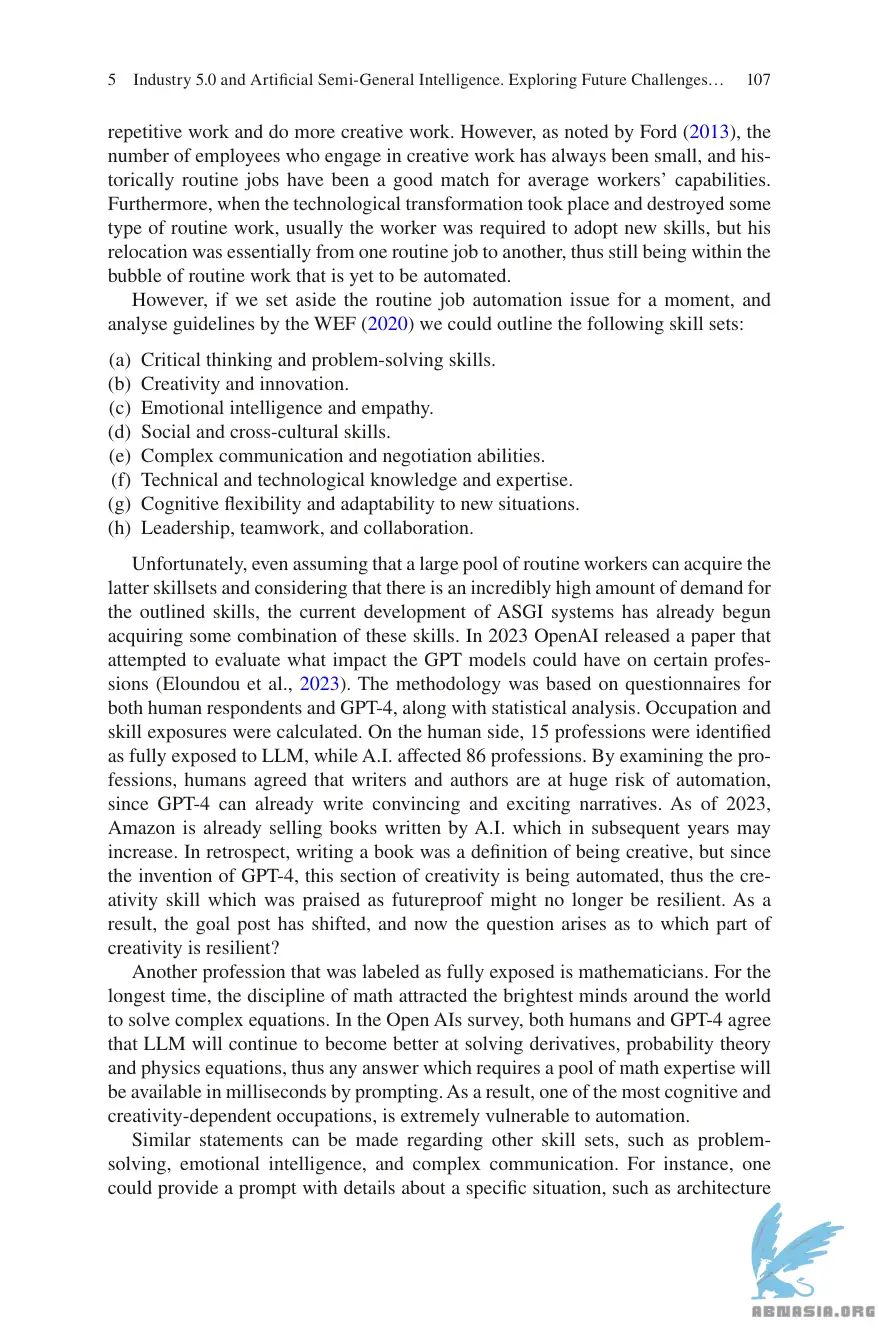 5 Industry 5.0 and Artificial Semi-General Intelligence. Exploring Future Challenges… 107
repetitive work and do more creative work. However, as noted by Ford (2013), the
number of employees who engage in creative work has always been small, and his-
torically routine jobs have been a good match for average workers’ capabilities.
Furthermore, when the technological transformation took place and destroyed some
type of routine work, usually the worker was required to adopt new skills, but his
relocation was essentially from one routine job to another, thus still being within the
bubble of routine work that is yet to be automated.
However, if we set aside the routine job automation issue for a moment, and
analyse guidelines by the WEF (2020) we could outline the following skill sets:
(a) Critical thinking and problem-solving skills.
(b) Creativity and innovation.
(c) Emotional intelligence and empathy.
(d) Social and cross-cultural skills.
(e) Complex communication and negotiation abilities.
(f) Technical and technological knowledge and expertise.
(g) Cognitive flexibility and adaptability to new situations.
(h) Leadership, teamwork, and collaboration.
Unfortunately, even assuming that a large pool of routine workers can acquire the
latter skillsets and considering that there is an incredibly high amount of demand for
the outlined skills, the current development of ASGI systems has already begun
acquiring some combination of these skills. In 2023 OpenAI released a paper that
attempted to evaluate what impact the GPT models could have on certain profes-
sions (Eloundou et al., 2023). The methodology was based on questionnaires for
both human respondents and GPT-4, along with statistical analysis. Occupation and
skill exposures were calculated. On the human side, 15 professions were identified
as fully exposed to LLM, while A.I. affected 86 professions. By examining the pro-
fessions, humans agreed that writers and authors are at huge risk of automation,
since GPT-4 can already write convincing and exciting narratives. As of 2023,
Amazon is already selling books written by A.I. which in subsequent years may
increase. In retrospect, writing a book was a definition of being creative, but since
the invention of GPT-4, this section of creativity is being automated, thus the cre-
ativity skill which was praised as futureproof might no longer be resilient. As a
result, the goal post has shifted, and now the question arises as to which part of
creativity is resilient?
Another profession that was labeled as fully exposed is mathematicians. For the
longest time, the discipline of math attracted the brightest minds around the world
to solve complex equations. In the Open AIs survey, both humans and GPT-4 agree
that LLM will continue to become better at solving derivatives, probability theory
and physics equations, thus any answer which requires a pool of math expertise will
be available in milliseconds by prompting. As a result, one of the most cognitive and
creativity-dependent occupations, is extremely vulnerable to automation.
Similar statements can be made regarding other skill sets, such as problem-
solving, emotional intelligence, and complex communication. For instance, one
could provide a prompt with details about a specific situation, such as architecture
ABNASIA.ORG